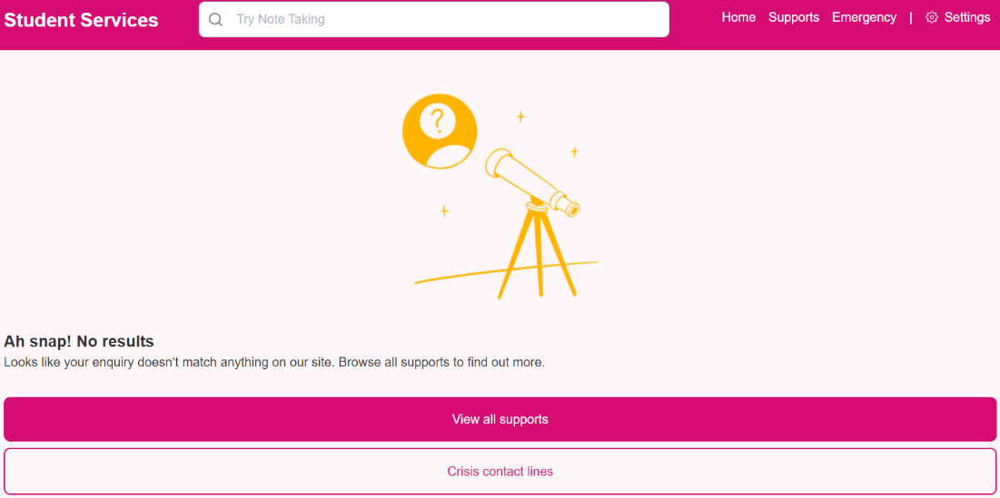 Student Services
Try Note Taking
Home Supports Emergency | Settings
?
Ah snap! No results
Looks like your enquiry doesn’t match anything on our site. Browse all supports to find out more.
View all supports
Crisis contact lines